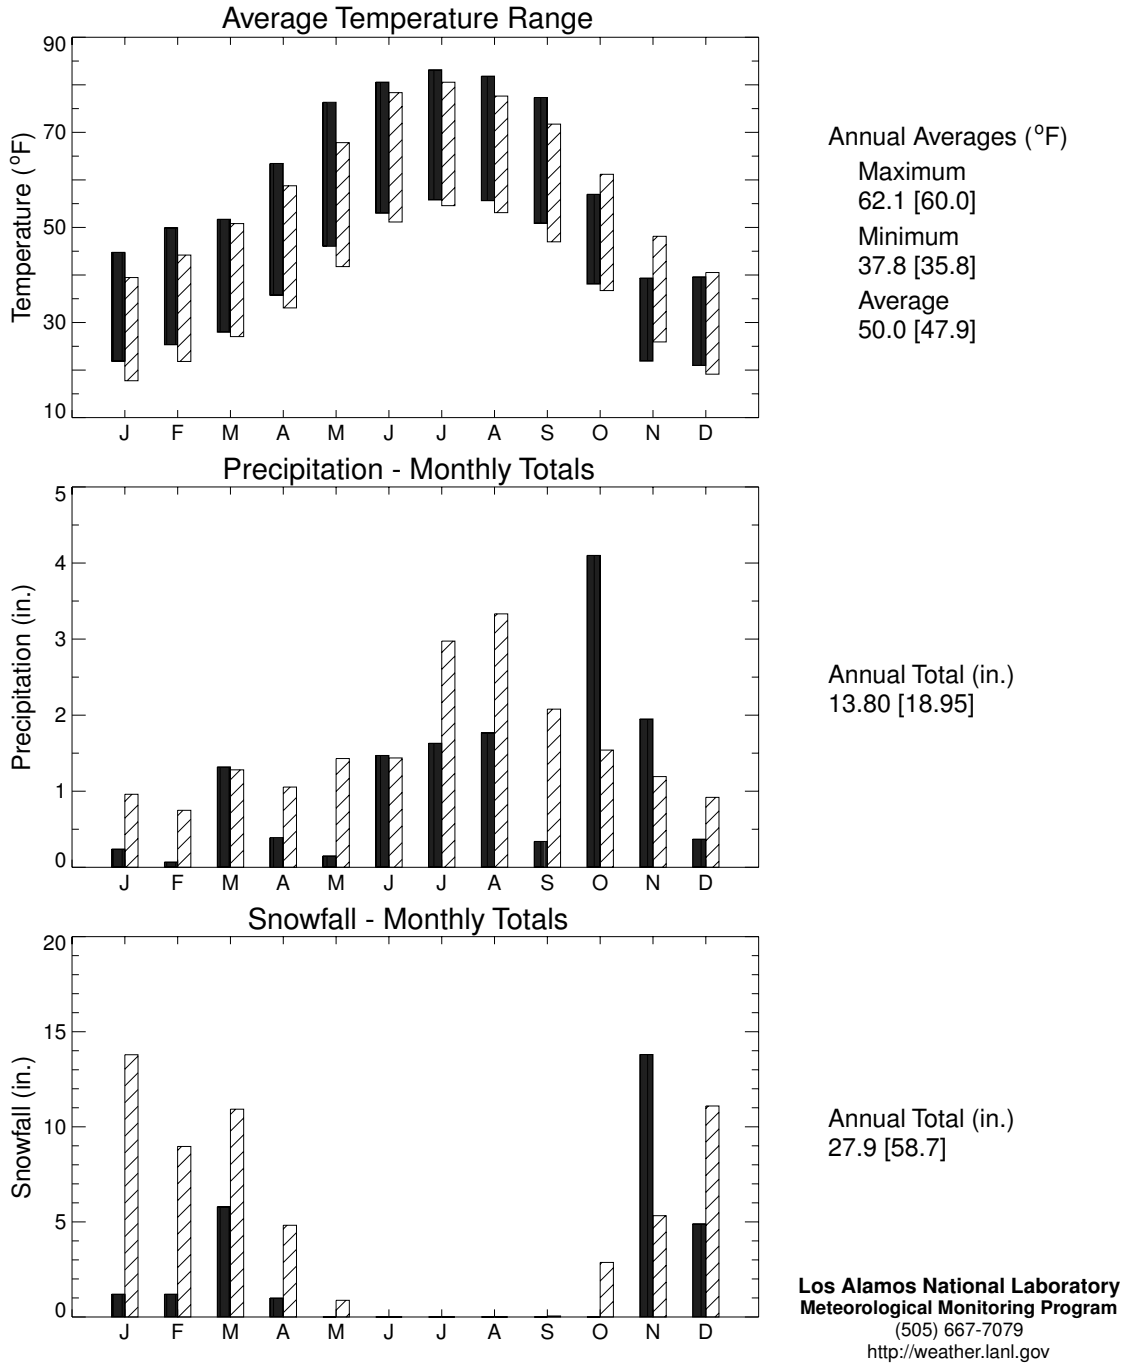 Average Temperature Range
90
70
50
30
10
Temperature (°F)
J F M A M J J A S O N D
Annual Averages (°F)
Maximum
62.1 [60.0]
Minimum
37.8 [35.8]
Average
50.0 [47.9]
Precipitation - Monthly Totals
5
4
3
2
1
0
Precipitation (in.)
J F M A M J J A S O N D
Annual Total (in.)
13.80 [18.95]
Snowfall - Monthly Totals
20
15
10
5
0
Snowfall (in.)
J F M A M J J A S O N D
Annual Total (in.)
27.9 [58.7]
Los Alamos National Laboratory
Meteorological Monitoring Program
(505) 667-7079
http://weather.lanl.gov